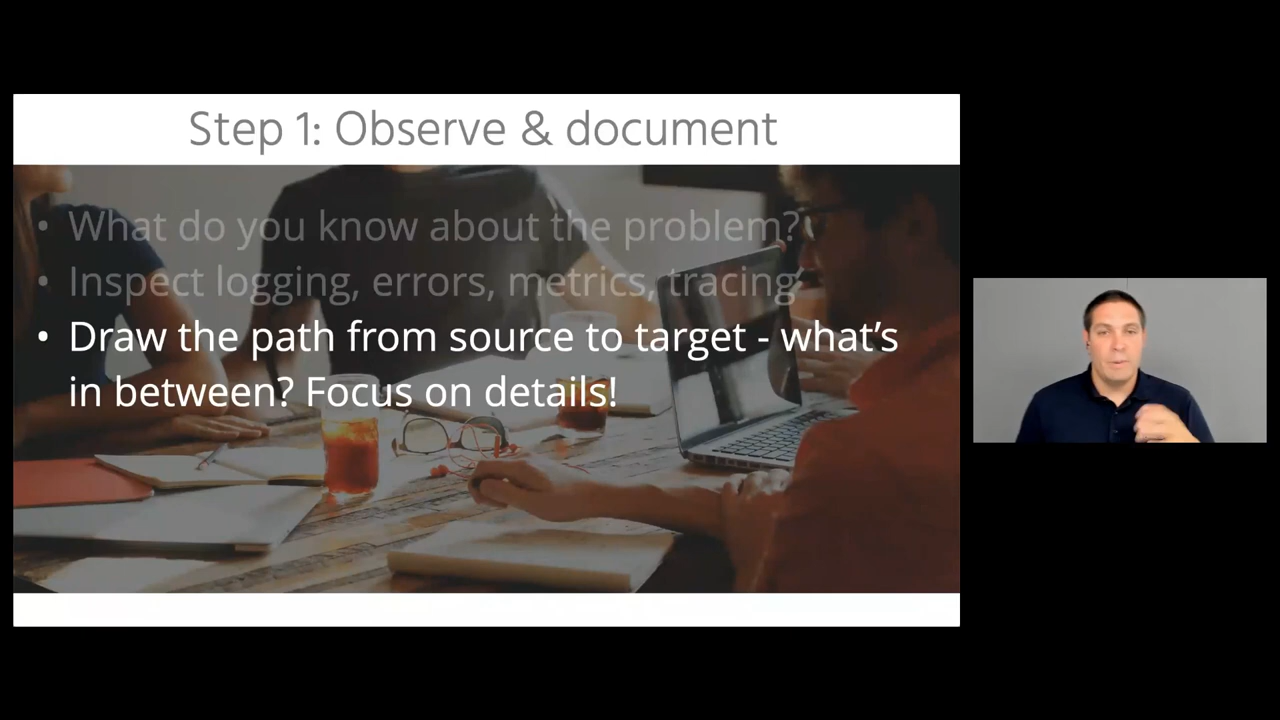 Step 1: Observe & document
• What do you know about the problem?
• Inspect logging, errors, metrics, tracing
• Draw the path from source to target - what's
in between? Focus on details!